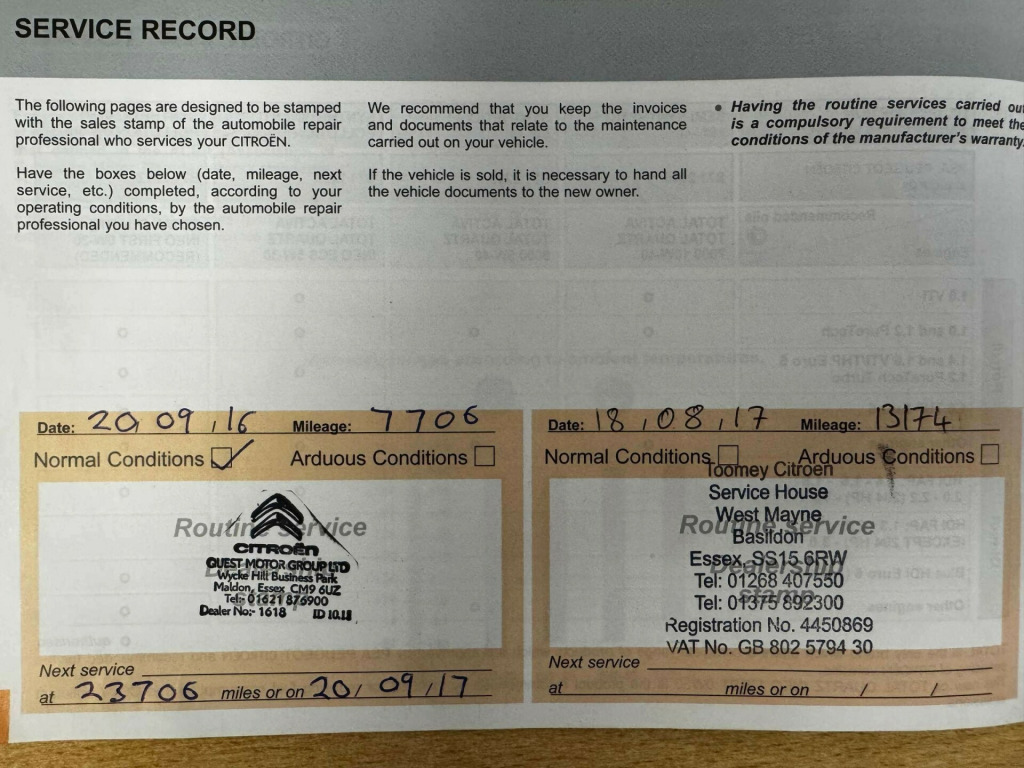 SERVICE RECORD
The following pages are designed to be stamped
with the sales stamp of the automobile repair
professional who services your CITROËN.
Have the boxes below (date, mileage, next
service, etc.) completed, according to your
operating conditions, by the automobile repair
professional you have chosen.
We recommend that you keep the invoices
and documents that relate to the maintenance
carried out on your vehicle.
If the vehicle is sold, it is necessary to hand all
the vehicle documents to the new owner.
• Having the routine services carried out
is a compulsory requirement to meet the
conditions of the manufacturer's warranty.
Date: 20, 09, 16 Mileage: 7706
Normal Conditions Arduous Conditions
Routine service
CITROËN
QUEST MOTOR GROUP LTD
Wycke Hill Business Park
Maldon, Essex CM9 6UZ
Tel:- 01621 876900
Dealer No:- 1618 ID 10.11
Next service
at 23706 miles or on 20/ 09/17
Date: 18, 08, 17 Mileage: 13174
Normal Conditions Arduous Conditions
Toomey Citroen
Service House
West Mayne
Routine service
Basildon
Essex, SS15 6RW
Dealership
Tel: 01268 407550
stamp
Tel: 01375 892300
Registration No. 4450869
VAT No. GB 802 5794 30
Next service
at miles or on / /